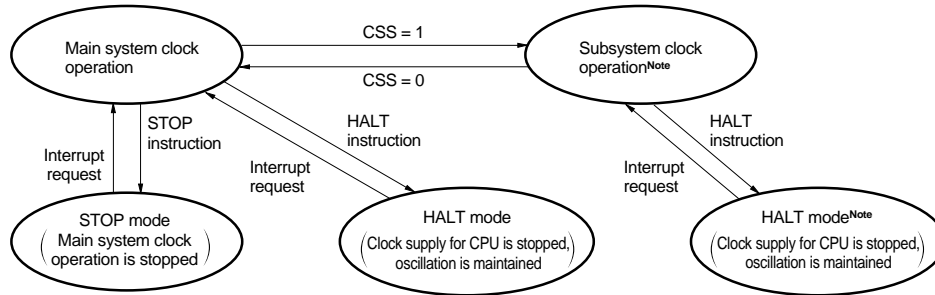 Main system clock
operation
CSS = 1
CSS = 0
Subsystem clock
operationNote
STOP
instruction
Interrupt
request
HALT
instruction
Interrupt
request
HALT
instruction
Interrupt
request
STOP mode
Main system clock
operation is stopped
HALT mode
Clock supply for CPU is stopped,
oscillation is maintained
HALT modeNote
Clock supply for CPU is stopped,
oscillation is maintained